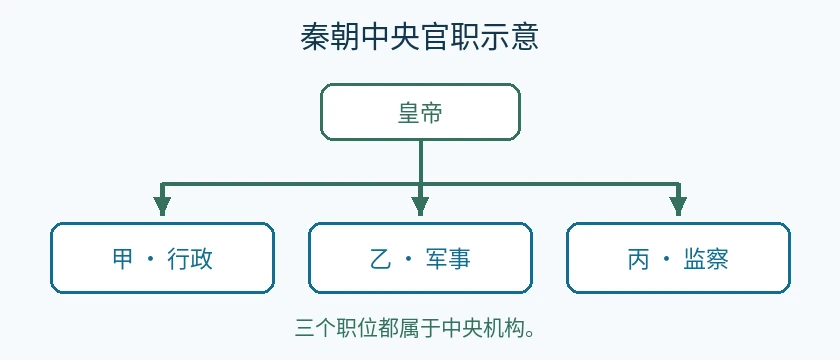 秦朝中央官职示意
皇帝
甲 · 行政
乙 · 军事
丙 · 监察
三个职位都属于中央机构。